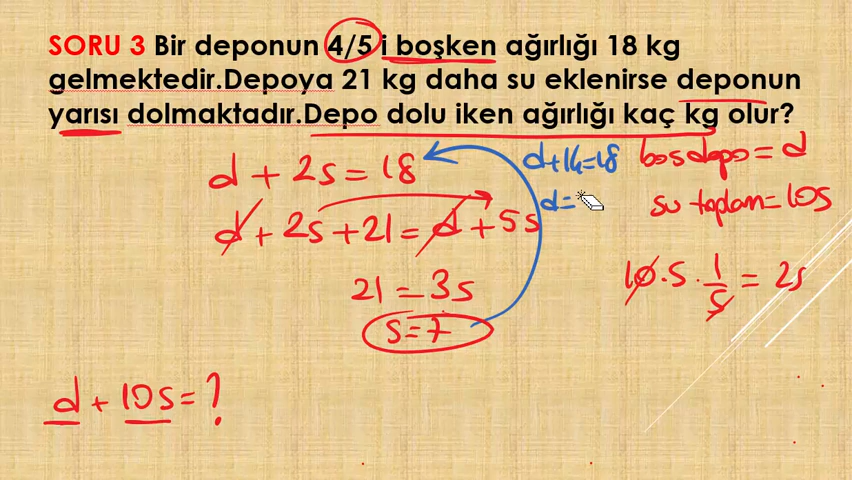 SORU 3 Bir deponun 4/5 i boşken ağırlığı 18 kg
gelmektedir.Depoya 21 kg daha su eklenirse deponun
yarısı dolmaktadır.Depo dolu iken ağırlığı kaç kg olur?
d + 2s = 18
d + 2s + 21 = d + 5s
21 = 3s
s = 7
d + 10s = ?
d + 14 = 18
d =
boş depo = d
su toplam = 10s
10.s . 1/5 = 2s